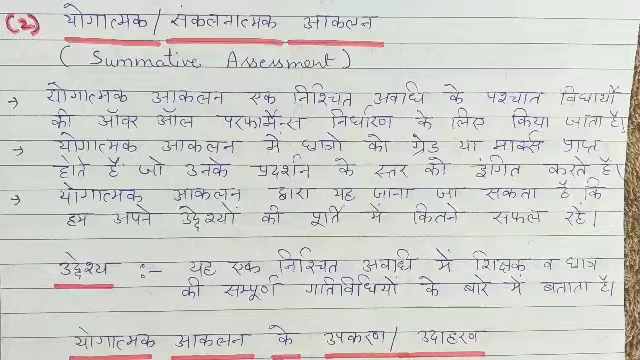 (2) योगात्मक / संकलनात्मक आकलन
( Summative Assessment )
→ योगात्मक आकलन एक निश्चित अवधि के पश्चात विद्यार्थी
की ऑवर ऑल परफार्मेन्स निर्धारण के लिए किया जाता है।
→ योगात्मक आकलन में छात्रों को ग्रेड या मार्क्स प्राप्त
होते हैं जो उनके प्रदर्शन के स्तर को इंगित करते है।
→ योगात्मक आकलन द्वारा यह जाना जा सकता है कि
हम अपने उद्देश्यों की पूर्ति में कितने सफल रहे।
उद्देश्य :- यह एक निश्चित अवधि में शिक्षक व छात्र
की सम्पूर्ण गतिविधियों के बारे में बताता है।
योगात्मक आकलन के उपकरण / उदाहरण